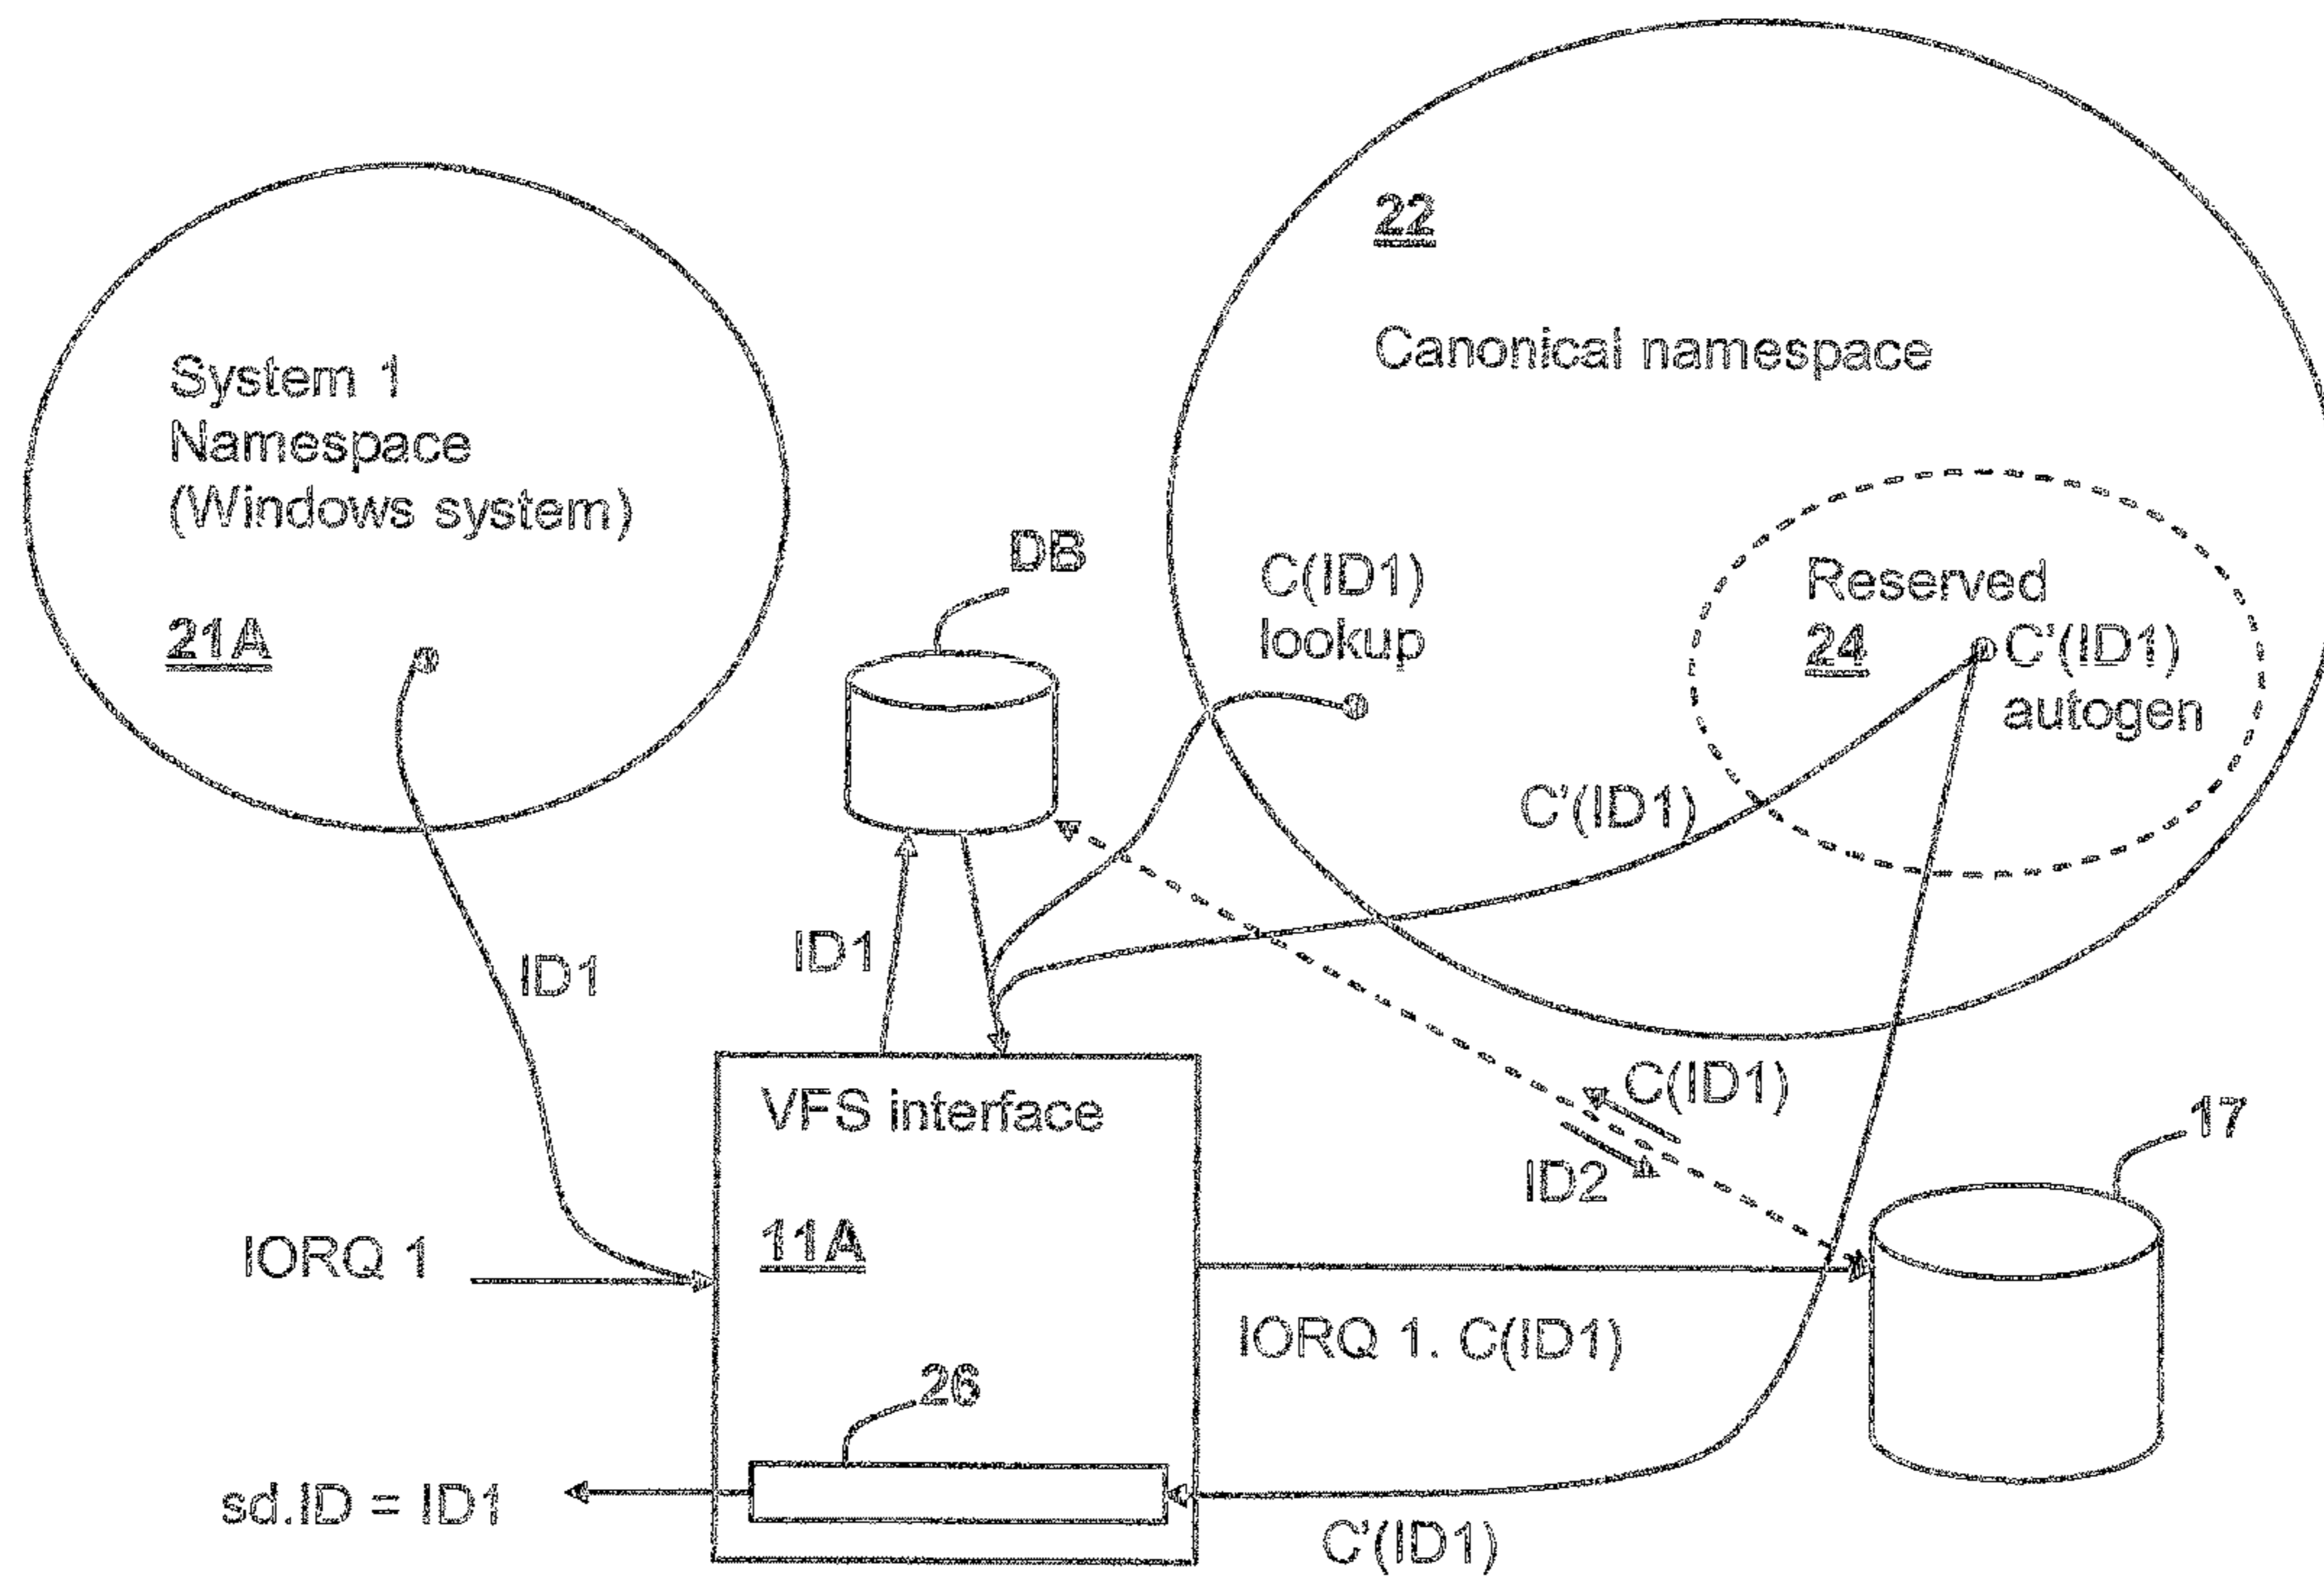 22
Canonical namespace
System 1
Namespace
(Windows system)
21A
DB
C(ID1)
lookup
Reserved
24
C'(ID1)
autogen
C'(ID1)
ID1
ID1
C(ID1)
ID2
17
VFS interface
11A
IORQ 1
IORQ 1. C(ID1)
26
sd.ID = ID1
C'(ID1)